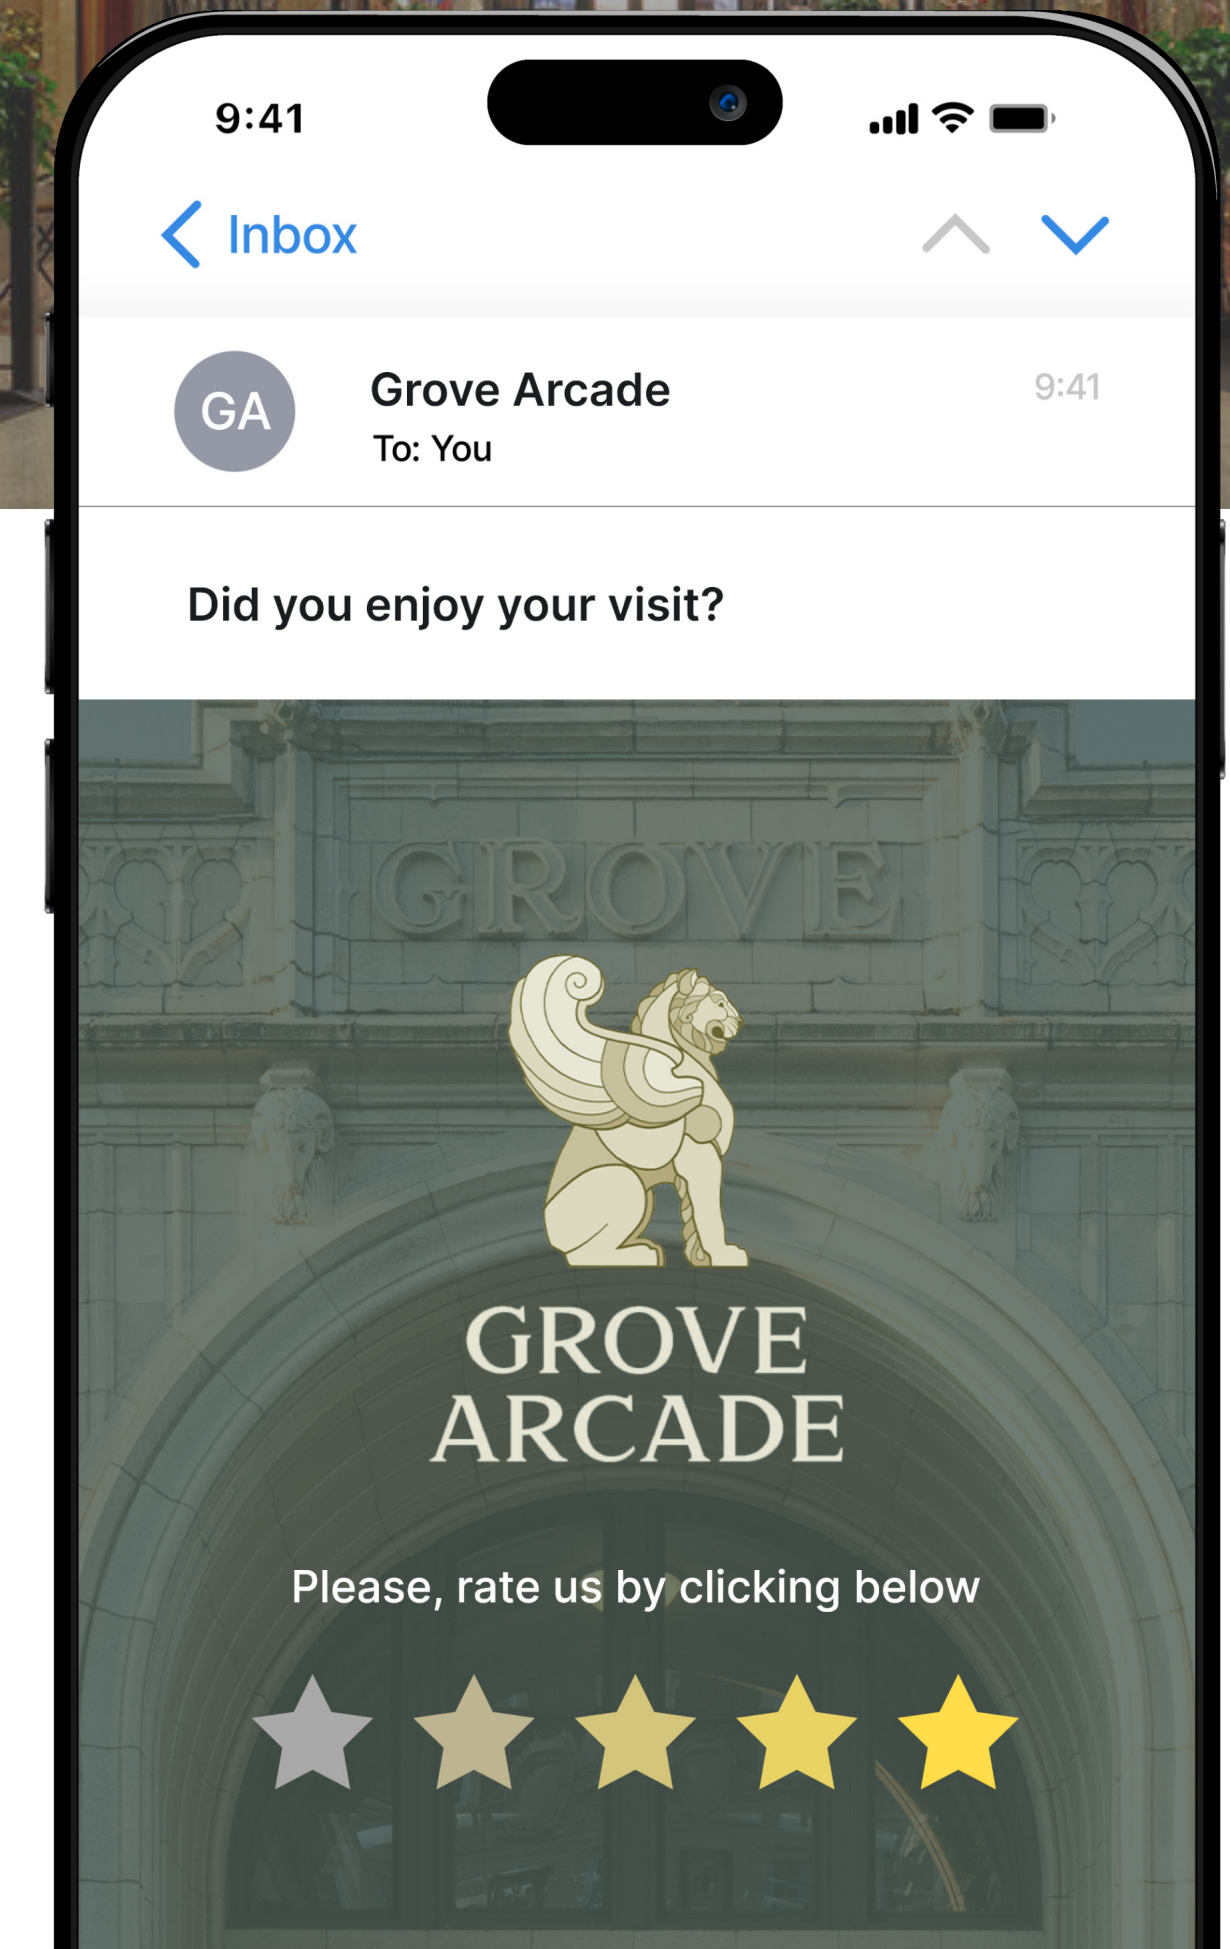 9:41
Inbox
GA
Grove Arcade
9:41
To: You
Did you enjoy your visit?
GROVE
GROVE
ARCADE
Please, rate us by clicking below